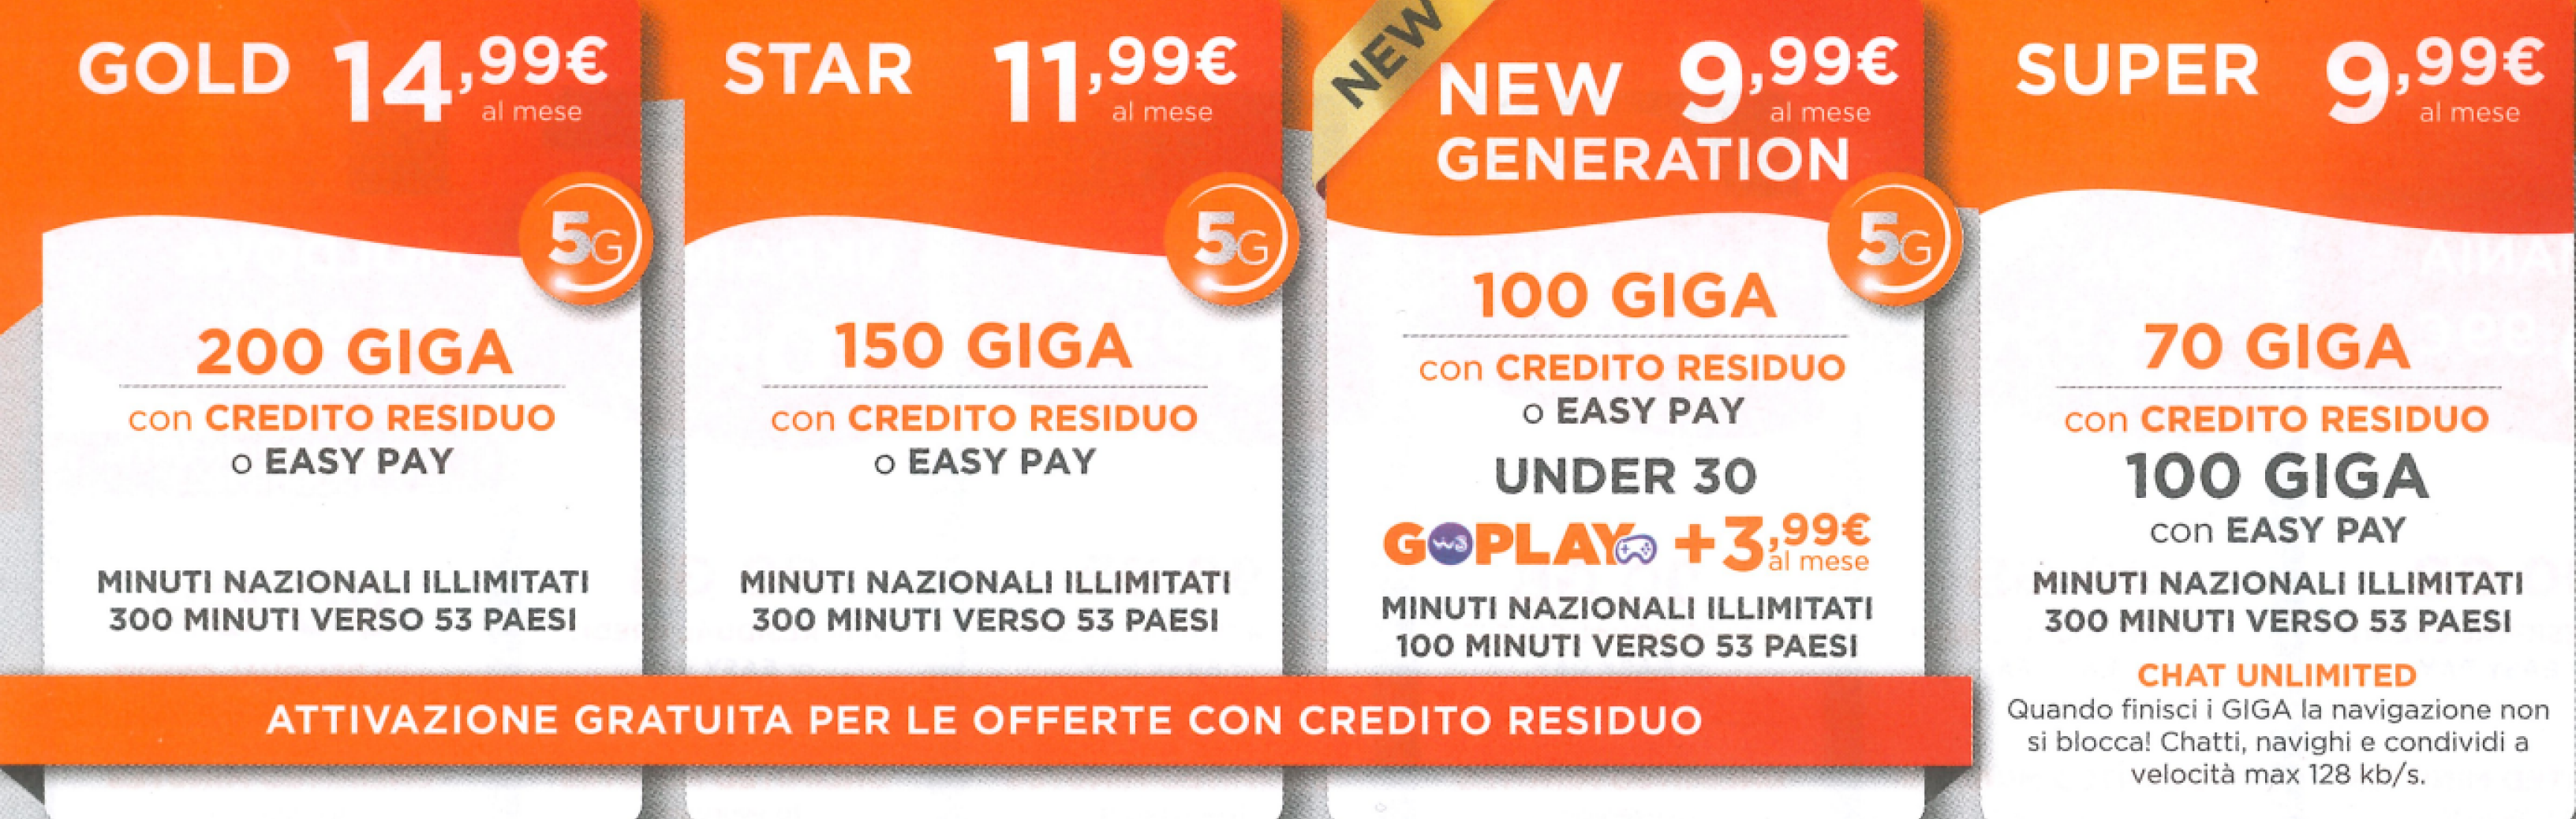 GOLD 14,99€
al mese
5G
200 GIGA
con CREDITO RESIDUO
o EASY PAY
MINUTI NAZIONALI ILLIMITATI
300 MINUTI VERSO 53 PAESI
STAR 11,99€
al mese
5G
150 GIGA
con CREDITO RESIDUO
o EASY PAY
MINUTI NAZIONALI ILLIMITATI
300 MINUTI VERSO 53 PAESI
NEW
NEW 9,99€
al mese
GENERATION
5G
100 GIGA
con CREDITO RESIDUO
o EASY PAY
UNDER 30
GOPLAY +3,99€
al mese
MINUTI NAZIONALI ILLIMITATI
100 MINUTI VERSO 53 PAESI
SUPER 9,99€
al mese
70 GIGA
con CREDITO RESIDUO
100 GIGA
con EASY PAY
MINUTI NAZIONALI ILLIMITATI
300 MINUTI VERSO 53 PAESI
CHAT UNLIMITED
Quando finisci i GIGA la navigazione non
si blocca! Chatti, navighi e condividi a
velocità max 128 kb/s.
ATTIVAZIONE GRATUITA PER LE OFFERTE CON CREDITO RESIDUO